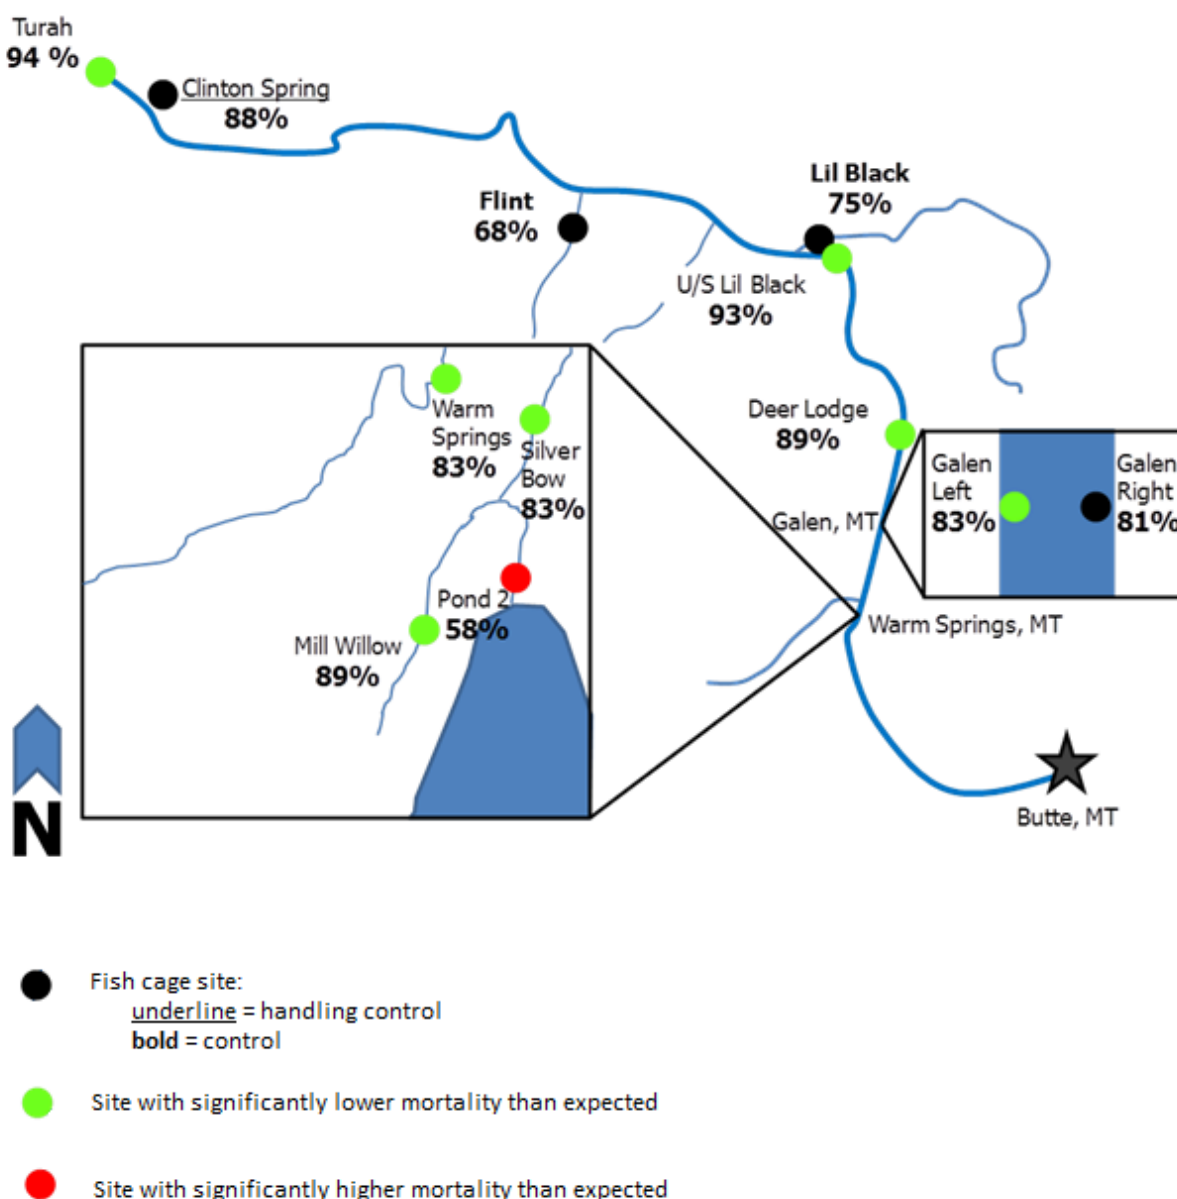 Turah
94 %
Clinton Spring
88%
Lil Black
75%
Flint
68%
U/S Lil Black
93%
Warm
Springs
83%
Silver
Bow
83%
Deer Lodge
89%
Galen
Left
83%
Galen
Right
81%
Galen, MT
Pond 2
58%
Mill Willow
89%
Warm Springs, MT
Butte, MT
N
Fish cage site:
underline = handling control
bold = control
Site with significantly lower mortality than expected
Site with significantly higher mortality than expected